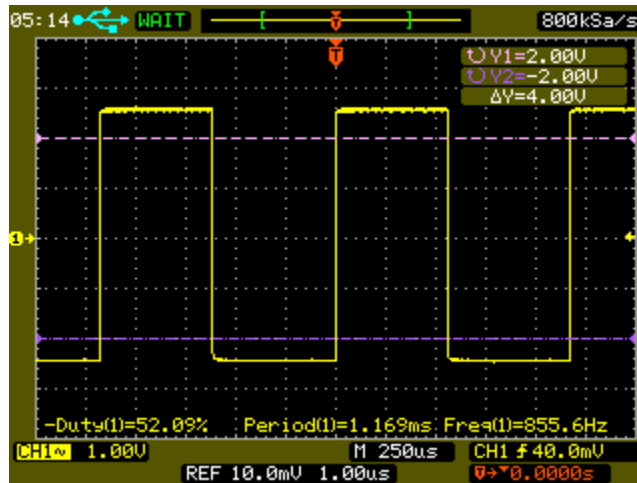 05:14 WAIT T 800kSa/s
T
Y1=2.00V
Y2=-2.00V
ΔY=4.00V
1
-Duty(1)=52.09% Period(1)=1.169ms Freq(1)=855.6Hz
CH1~ 1.00V M 250us CH1 40.0mV
REF 10.0mV 1.00us 0.0000s